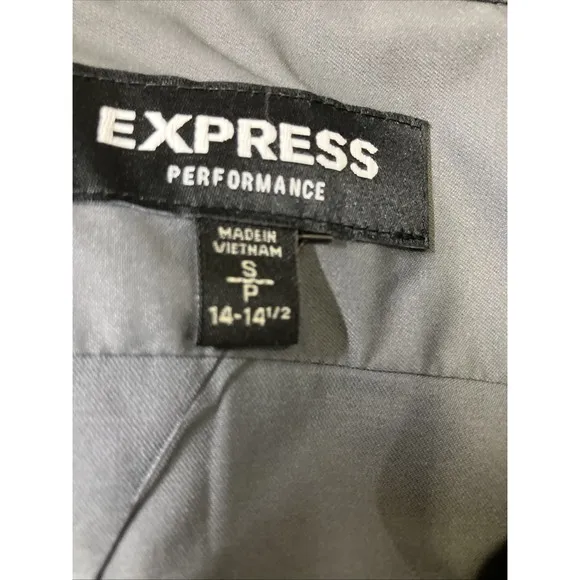 EXPRESS
PERFORMANCE
MADE IN
VIETNAM
S
P
14-14 1/2